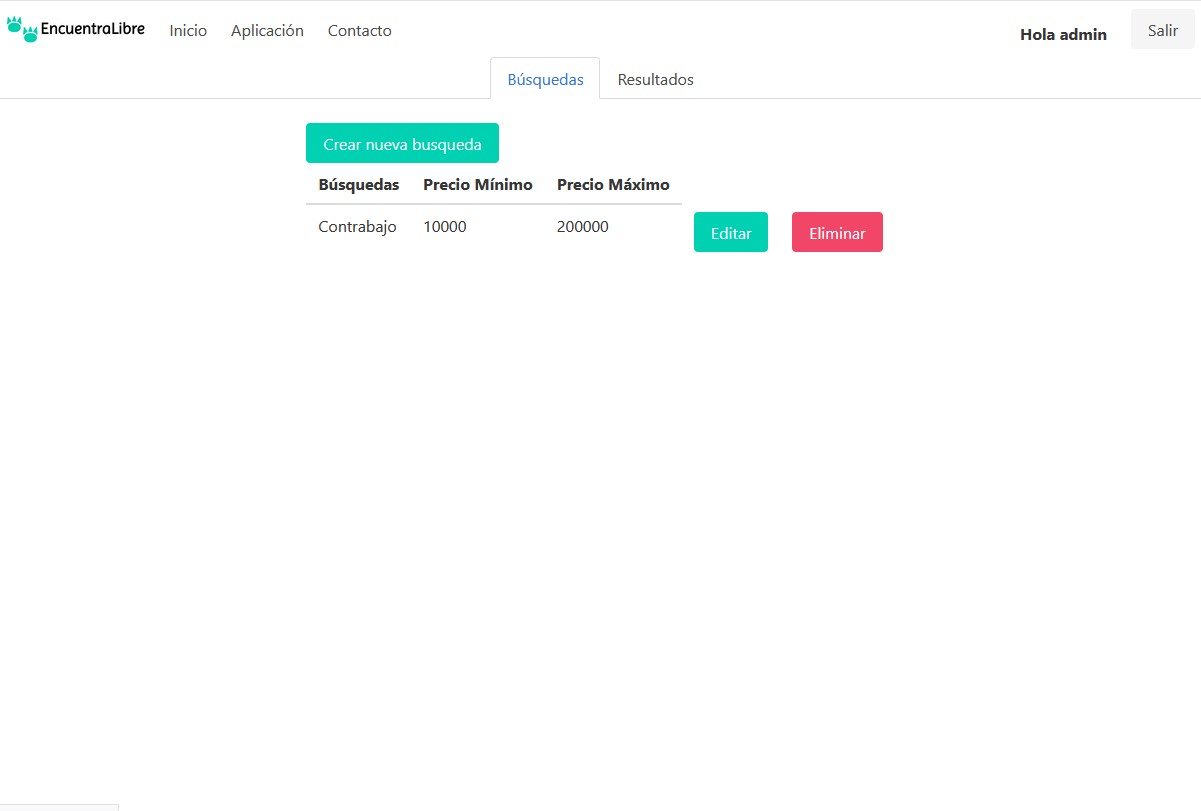 EncuentraLibre Inicio Aplicación Contacto Hola admin Salir
Búsquedas Resultados
Crear nueva busqueda
Búsquedas Precio Mínimo Precio Máximo
Contrabajo 10000 200000 Editar Eliminar